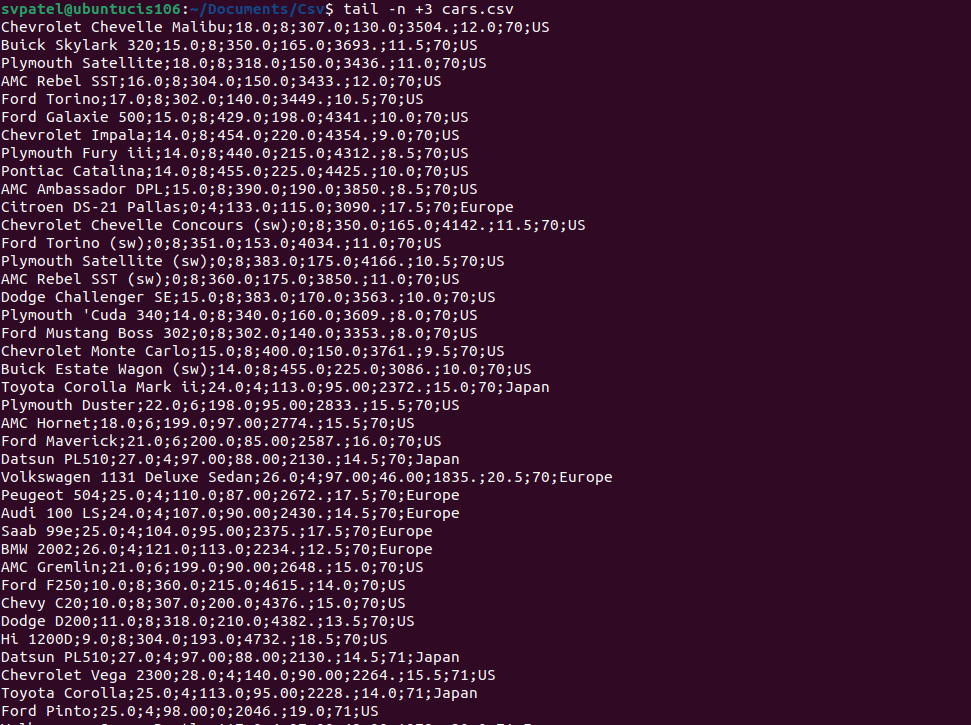 svpatel@ubuntucis106:~/Documents/Csv$ tail -n +3 cars.csv
Chevrolet Chevelle Malibu;18.0;8;307.0;130.0;3504.;12.0;70;US
Buick Skylark 320;15.0;8;350.0;165.0;3693.;11.5;70;US
Plymouth Satellite;18.0;8;318.0;150.0;3436.;11.0;70;US
AMC Rebel SST;16.0;8;304.0;150.0;3433.;12.0;70;US
Ford Torino;17.0;8;302.0;140.0;3449.;10.5;70;US
Ford Galaxie 500;15.0;8;429.0;198.0;4341.;10.0;70;US
Chevrolet Impala;14.0;8;454.0;220.0;4354.;9.0;70;US
Plymouth Fury iii;14.0;8;440.0;215.0;4312.;8.5;70;US
Pontiac Catalina;14.0;8;455.0;225.0;4425.;10.0;70;US
AMC Ambassador DPL;15.0;8;390.0;190.0;3850.;8.5;70;US
Citroen DS-21 Pallas;0;4;133.0;115.0;3090.;17.5;70;Europe
Chevrolet Chevelle Concours (sw);0;8;350.0;165.0;4142.;11.5;70;US
Ford Torino (sw);0;8;351.0;153.0;4034.;11.0;70;US
Plymouth Satellite (sw);0;8;383.0;175.0;4166.;10.5;70;US
AMC Rebel SST (sw);0;8;360.0;175.0;3850.;11.0;70;US
Dodge Challenger SE;15.0;8;383.0;170.0;3563.;10.0;70;US
Plymouth 'Cuda 340;14.0;8;340.0;160.0;3609.;8.0;70;US
Ford Mustang Boss 302;0;8;302.0;140.0;3353.;8.0;70;US
Chevrolet Monte Carlo;15.0;8;400.0;150.0;3761.;9.5;70;US
Buick Estate Wagon (sw);14.0;8;455.0;225.0;3086.;10.0;70;US
Toyota Corolla Mark ii;24.0;4;113.0;95.00;2372.;15.0;70;Japan
Plymouth Duster;22.0;6;198.0;95.00;2833.;15.5;70;US
AMC Hornet;18.0;6;199.0;97.00;2774.;15.5;70;US
Ford Maverick;21.0;6;200.0;85.00;2587.;16.0;70;US
Datsun PL510;27.0;4;97.00;88.00;2130.;14.5;70;Japan
Volkswagen 1131 Deluxe Sedan;26.0;4;97.00;46.00;1835.;20.5;70;Europe
Peugeot 504;25.0;4;110.0;87.00;2672.;17.5;70;Europe
Audi 100 LS;24.0;4;107.0;90.00;2430.;14.5;70;Europe
Saab 99e;25.0;4;104.0;95.00;2375.;17.5;70;Europe
BMW 2002;26.0;4;121.0;113.0;2234.;12.5;70;Europe
AMC Gremlin;21.0;6;199.0;90.00;2648.;15.0;70;US
Ford F250;10.0;8;360.0;215.0;4615.;14.0;70;US
Chevy C20;10.0;8;307.0;200.0;4376.;15.0;70;US
Dodge D200;11.0;8;318.0;210.0;4382.;13.5;70;US
Hi 1200D;9.0;8;304.0;193.0;4732.;18.5;70;US
Datsun PL510;27.0;4;97.00;88.00;2130.;14.5;71;Japan
Chevrolet Vega 2300;28.0;4;140.0;90.00;2264.;15.5;71;US
Toyota Corolla;25.0;4;113.0;95.00;2228.;14.0;71;Japan
Ford Pinto;25.0;4;98.00;0;2046.;19.0;71;US